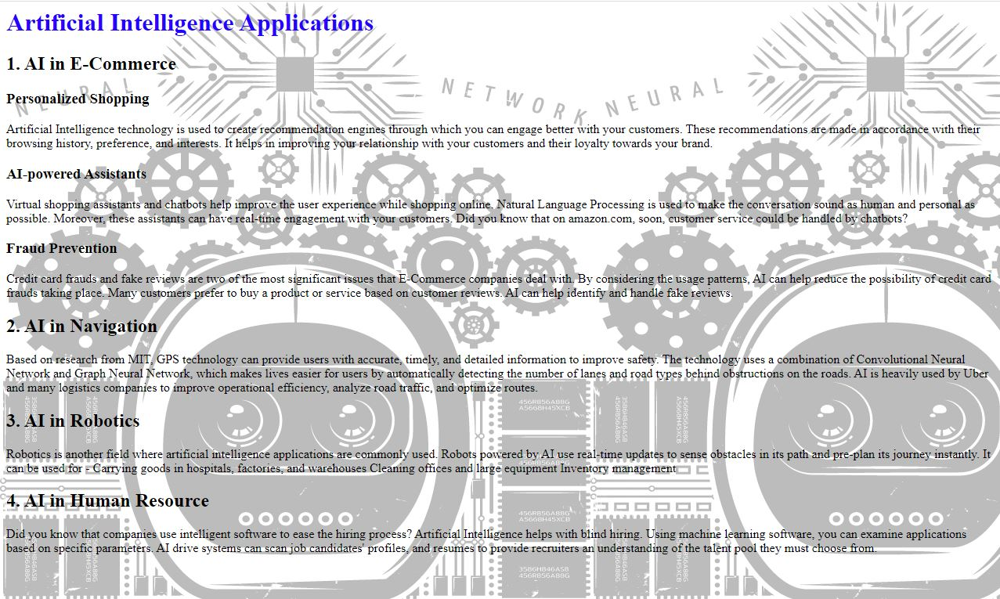 Artificial Intelligence Applications
1. AI in E-Commerce
NEURAL
NETWORK NEURAL
Personalized Shopping
Artificial Intelligence technology is used to create recommendation engines through which you can engage better with your customers. These recommendations are made in accordance with their
browsing history, preference, and interests. It helps in improving your relationship with your customers and their loyalty towards your brand.
AI-powered Assistants
Virtual shopping assistants and chatbots help improve the user experience while shopping online. Natural Language Processing is used to make the conversation sound as human and personal as
possible. Moreover, these assistants can have real-time engagement with your customers. Did you know that on amazon.com, soon, customer service could be handled by chatbots?
Fraud Prevention
Credit card frauds and fake reviews are two of the most significant issues that E-Commerce companies deal with. By considering the usage patterns, AI can help reduce the possibility of credit card
frauds taking place. Many customers prefer to buy a product or service based on customer reviews. AI can help identify and handle fake reviews.
2. AI in Navigation
Based on research from MIT, GPS technology can provide users with accurate, timely, and detailed information to improve safety. The technology uses a combination of Convolutional Neural
Network and Graph Neural Network, which makes lives easier for users by automatically detecting the number of lanes and road types behind obstructions on the roads. AI is heavily used by Uber
and many logistics companies to improve operational efficiency, analyze road traffic, and optimize routes.
456R856A88G
A5668H45XCB
3. AI in Robotics
Robotics is another field where artificial intelligence applications are commonly used. Robots powered by AI use real-time updates to sense obstacles in its path and pre-plan its journey instantly. It
can be used for - Carrying goods in hospitals, factories, and warehouses Cleaning offices and large equipment Inventory management
4. AI in Human Resource
456R856A88G
A5668H45XCB
Did you know that companies use intelligent software to ease the hiring process? Artificial Intelligence helps with blind hiring. Using machine learning software, you can examine applications
based on specific parameters. AI drive systems can scan job candidates' profiles, and resumes to provide recruiters an understanding of the talent pool they must choose from.
3586H846ASB
456R856A88G